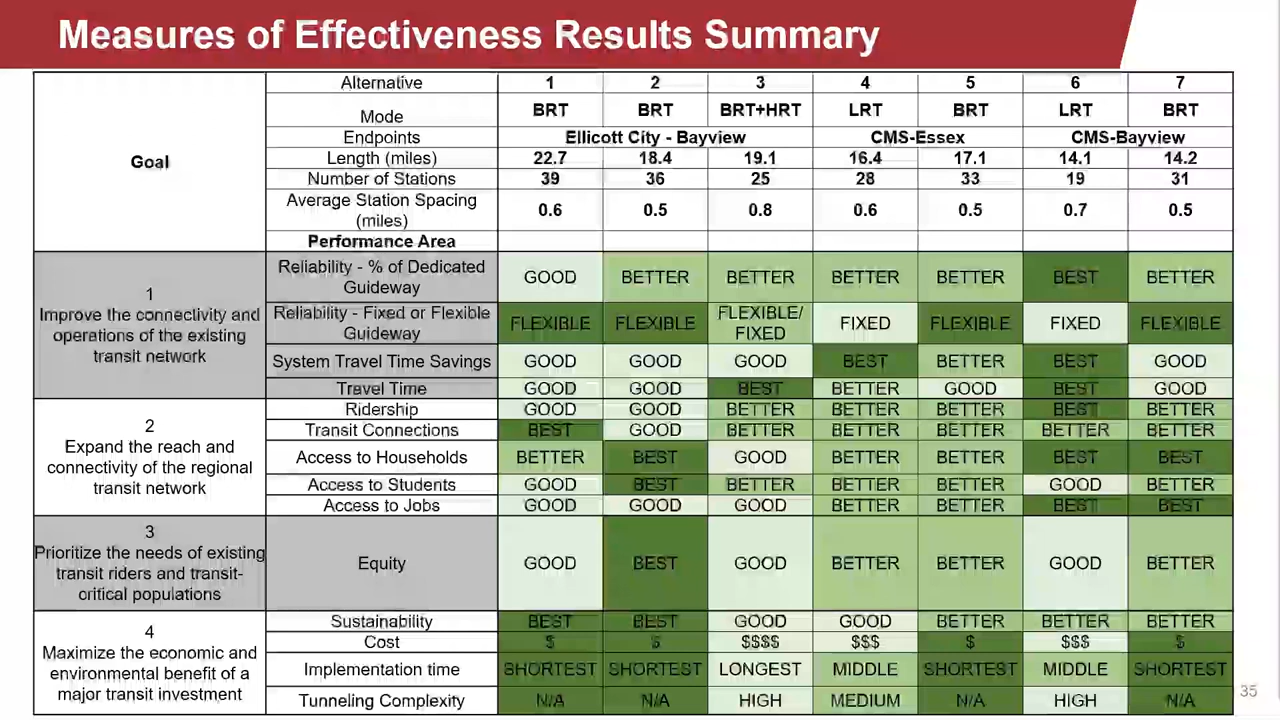 Measures of Effectiveness Results Summary
Goal
Alternative 1 2 3 4 5 6 7
Mode BRT BRT BRT+HRT LRT BRT LRT BRT
Endpoints Ellicott City - Bayview CMS-Essex CMS-Bayview
Length (miles) 22.7 18.4 19.1 16.4 17.1 14.1 14.2
Number of Stations 39 36 25 28 33 19 31
Average Station Spacing
(miles) 0.6 0.5 0.8 0.6 0.5 0.7 0.5
Performance Area
1
Improve the connectivity and
operations of the existing
transit network
Reliability - % of Dedicated
Guideway GOOD BETTER BETTER BETTER BETTER BEST BETTER
Reliability - Fixed or Flexible
Guideway FLEXIBLE FLEXIBLE FLEXIBLE/
FIXED FIXED FLEXIBLE FIXED FLEXIBLE
System Travel Time Savings GOOD GOOD GOOD BEST BETTER BEST GOOD
Travel Time GOOD GOOD BEST BETTER GOOD BEST GOOD
2
Expand the reach and
connectivity of the regional
transit network
Ridership GOOD GOOD BETTER BETTER BETTER BEST BETTER
Transit Connections BEST GOOD BETTER BETTER BETTER BETTER BETTER
Access to Households BETTER BEST GOOD BETTER BETTER BEST BEST
Access to Students GOOD BEST BETTER BETTER BETTER GOOD BETTER
Access to Jobs GOOD GOOD GOOD BETTER BETTER BEST BEST
3
Prioritize the needs of existing
transit riders and transit-
critical populations
Equity GOOD BEST GOOD BETTER BETTER GOOD BETTER
4
Maximize the economic and
environmental benefit of a
major transit investment
Sustainability BEST BEST GOOD GOOD BETTER BETTER BETTER
Cost $ $ $$$$ $$$ $ $$$ $
Implementation time SHORTEST SHORTEST LONGEST MIDDLE SHORTEST MIDDLE SHORTEST
Tunneling Complexity N/A N/A HIGH MEDIUM N/A HIGH N/A
35